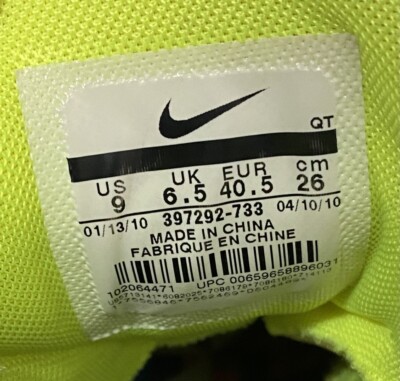 QT
US UK EUR cm
9 6.5 40.5 26
01/13/10 397292-733 04/10/10
MADE IN CHINA
FABRIQUE EN CHINE
102064471 UPC 00659658896031